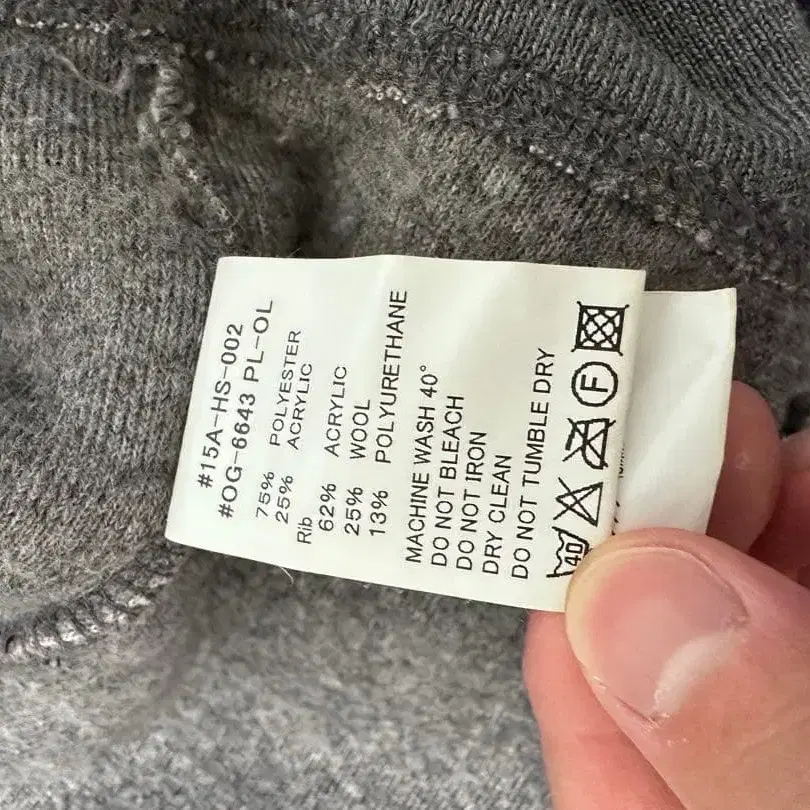 #15A-HS-002
#OG-6643 PL-OL
75% POLYESTER
25% ACRYLIC
Rib
62% ACRYLIC
25% WOOL
13% POLYURETHANE
MACHINE WASH 40°
DO NOT BLEACH
DO NOT IRON
DRY CLEAN
DO NOT TUMBLE DRY
40 F